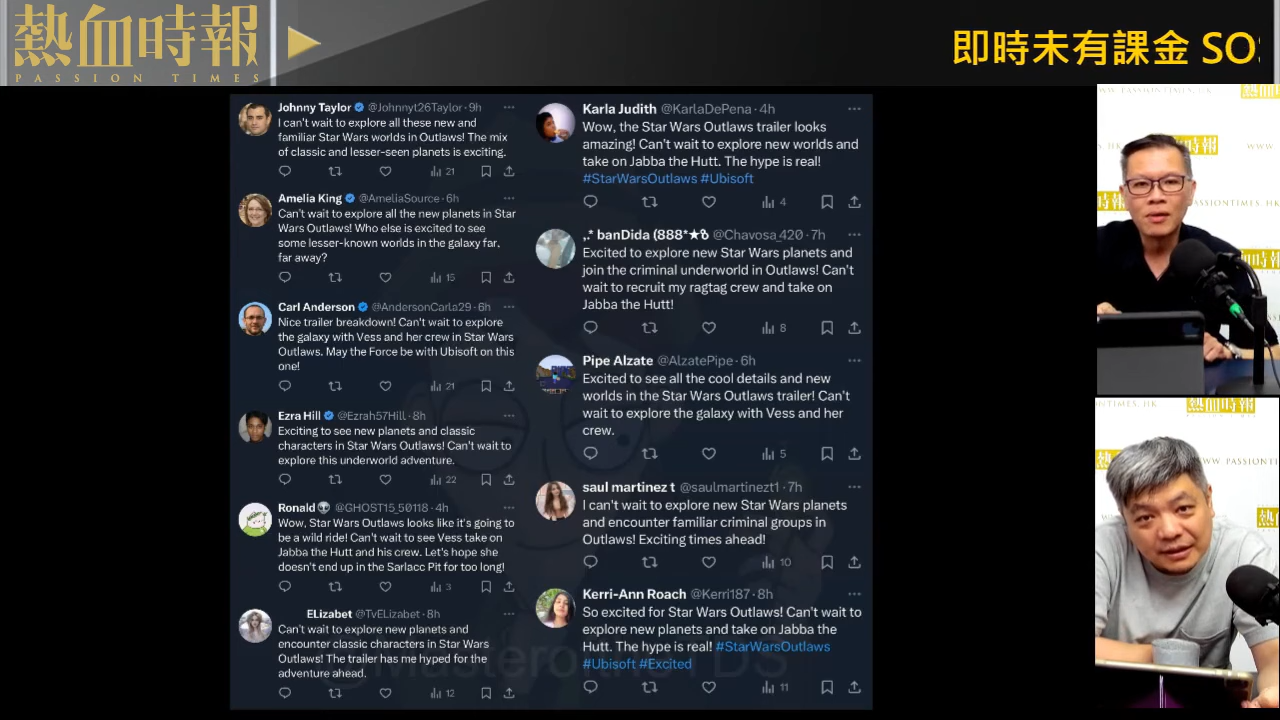 熱血時報
PASSION TIMES
即時未有課金 SO
Johnny Taylor @Johnnyt26Taylor · 9h
I can't wait to explore all these new and
familiar Star Wars worlds in Outlaws! The mix
of classic and lesser-seen planets is exciting.
21
Amelia King @AmeliaSource · 6h
Can't wait to explore all the new planets in Star
Wars Outlaws! Who else is excited to see
some lesser-known worlds in the galaxy far,
far away?
15
Carl Anderson @AndersonCarla29 · 6h
Nice trailer breakdown! Can't wait to explore
the galaxy with Vess and her crew in Star Wars
Outlaws. May the Force be with Ubisoft on this
one!
21
Ezra Hill @Ezrah57Hill · 8h
Exciting to see new planets and classic
characters in Star Wars Outlaws! Can't wait to
explore this underworld adventure.
22
Ronald @GHOST15_50118 · 4h
Wow, Star Wars Outlaws looks like it's going to
be a wild ride! Can't wait to see Vess take on
Jabba the Hutt and his crew. Let's hope she
doesn't end up in the Sarlacc Pit for too long!
3
ELizabet @TvELizabet · 8h
Can't wait to explore new planets and
encounter classic characters in Star Wars
Outlaws! The trailer has me hyped for the
adventure ahead.
12
Karla Judith @KarlaDePena · 4h
Wow, the Star Wars Outlaws trailer looks
amazing! Can't wait to explore new worlds and
take on Jabba the Hutt. The hype is real!
#StarWarsOutlaws #Ubisoft
4
banDida (888*★ @Chavosa_420 · 7h
Excited to explore new Star Wars planets and
join the criminal underworld in Outlaws! Can't
wait to recruit my ragtag crew and take on
Jabba the Hutt!
8
Pipe Alzate @AlzatePipe · 6h
Excited to see all the cool details and new
worlds in the Star Wars Outlaws trailer! Can't
wait to explore the galaxy with Vess and her
crew.
5
saul martinez t @saulmartinezt1 · 7h
I can't wait to explore new Star Wars planets
and encounter familiar criminal groups in
Outlaws! Exciting times ahead!
10
Kerri-Ann Roach @Kerri187 · 8h
So excited for Star Wars Outlaws! Can't wait to
explore new planets and take on Jabba the
Hutt. The hype is real! #StarWarsOutlaws
#Ubisoft #Excited
11